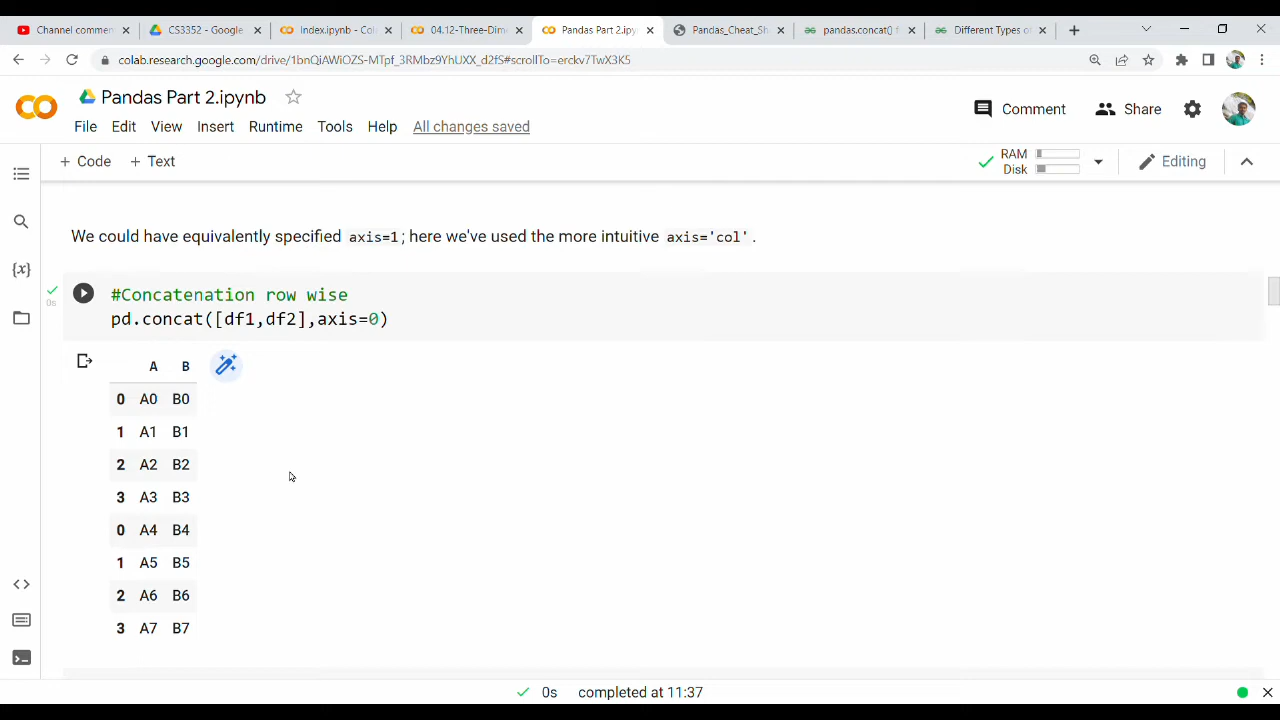 Channel commen
CS3352 - Google
Index.ipynb - Col
04.12-Three-Dim
Pandas Part 2.ipy
Pandas_Cheat_Sh
pandas.concat() f
Different Types o
colab.research.google.com/drive/1bnQiAWiOZS-MTpf_3RMbz9YhUXX_d2fS#scrollTo=erckv7TwX3K5
Pandas Part 2.ipynb
Comment
Share
File Edit View Insert Runtime Tools Help All changes saved
+ Code + Text
RAM
Disk
Editing
We could have equivalently specified axis=1; here we've used the more intuitive axis='col'.
0s
#Concatenation row wise
pd.concat([df1,df2],axis=0)
A B
0 A0 B0
1 A1 B1
2 A2 B2
3 A3 B3
0 A4 B4
1 A5 B5
2 A6 B6
3 A7 B7
0s completed at 11:37